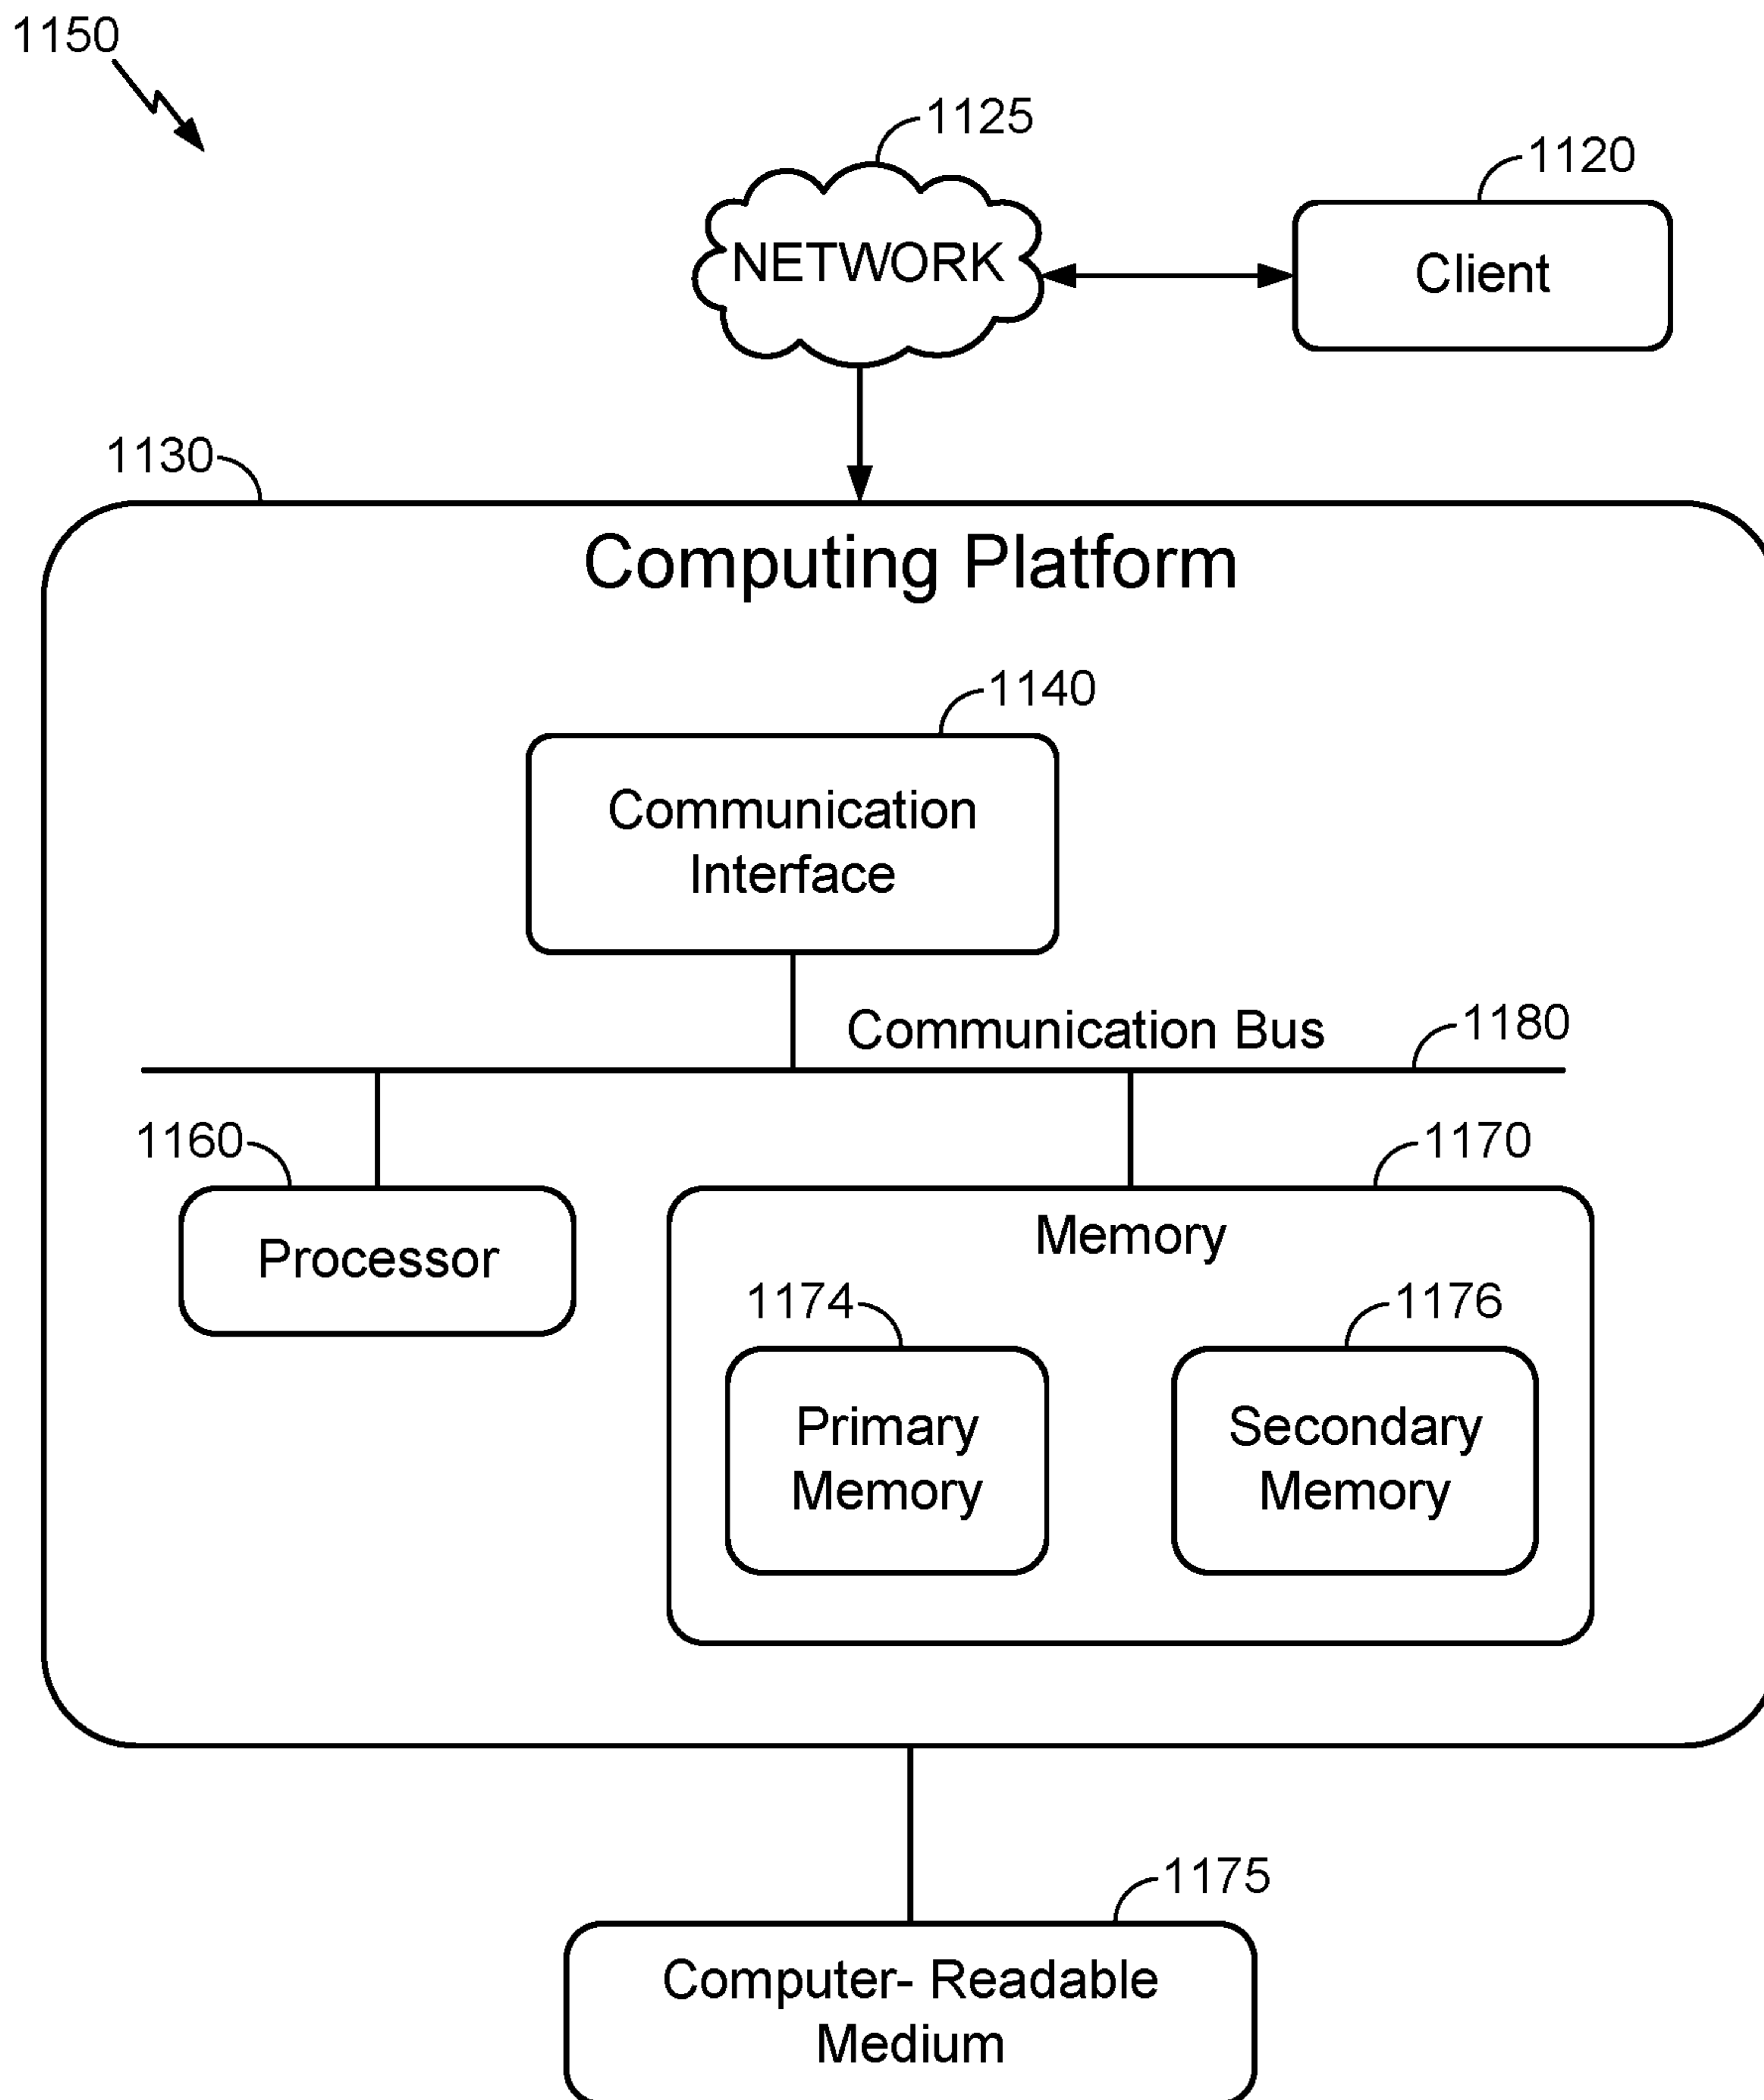 1150
1125
1120
NETWORK
Client
1130
Computing Platform
1140
Communication
Interface
Communication Bus
1180
1160
1170
Processor
Memory
1174
1176
Primary
Memory
Secondary
Memory
1175
Computer- Readable
Medium